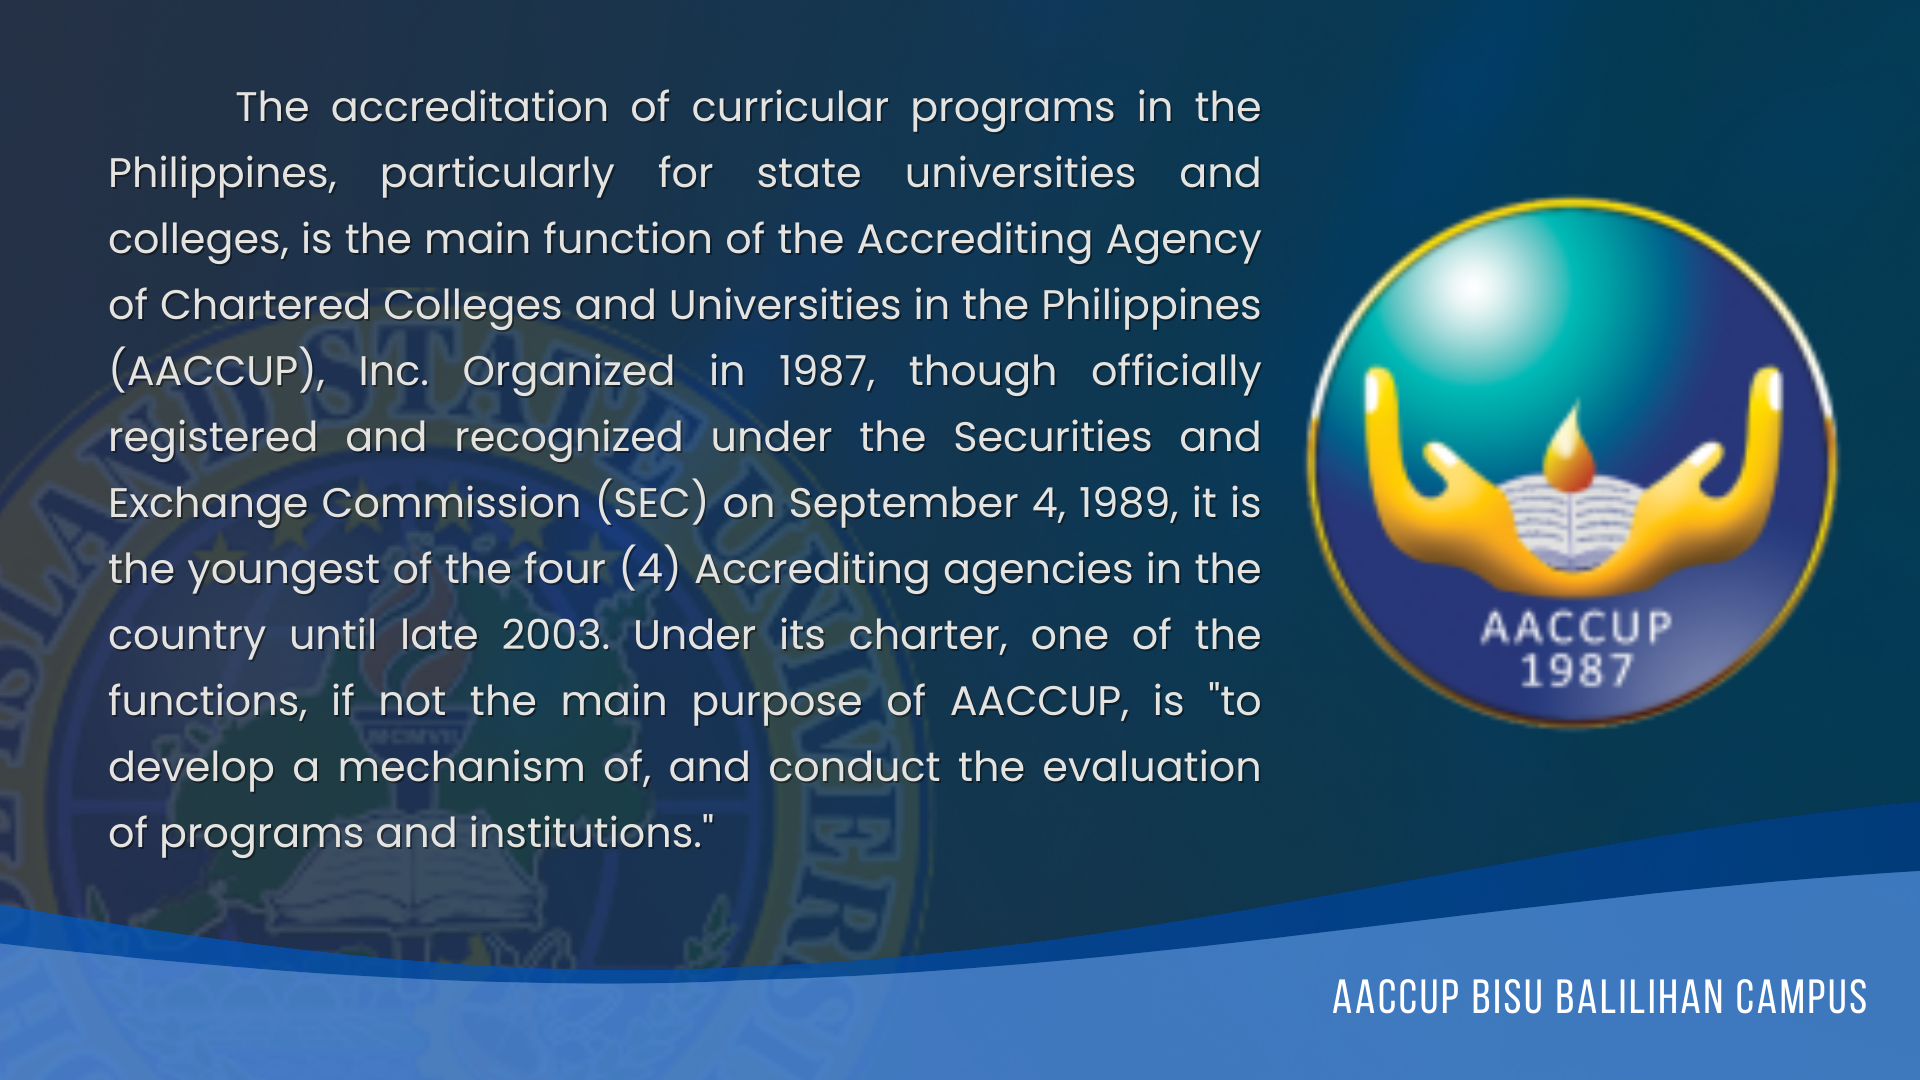 The accreditation of curricular programs in the
Philippines, particularly for state universities and
colleges, is the main function of the Accrediting Agency
of Chartered Colleges and Universities in the Philippines
(AACCUP), Inc. Organized in 1987, though officially
registered and recognized under the Securities and
Exchange Commission (SEC) on September 4, 1989, it is
the youngest of the four (4) Accrediting agencies in the
country until late 2003. Under its charter, one of the
functions, if not the main purpose of AACCUP, is "to
develop a mechanism of, and conduct the evaluation
of programs and institutions."
AACCUP
1987
ISLAND STATE UNIVERSI
MCMVII
AACCUP BISU BALILIHAN CAMPUS